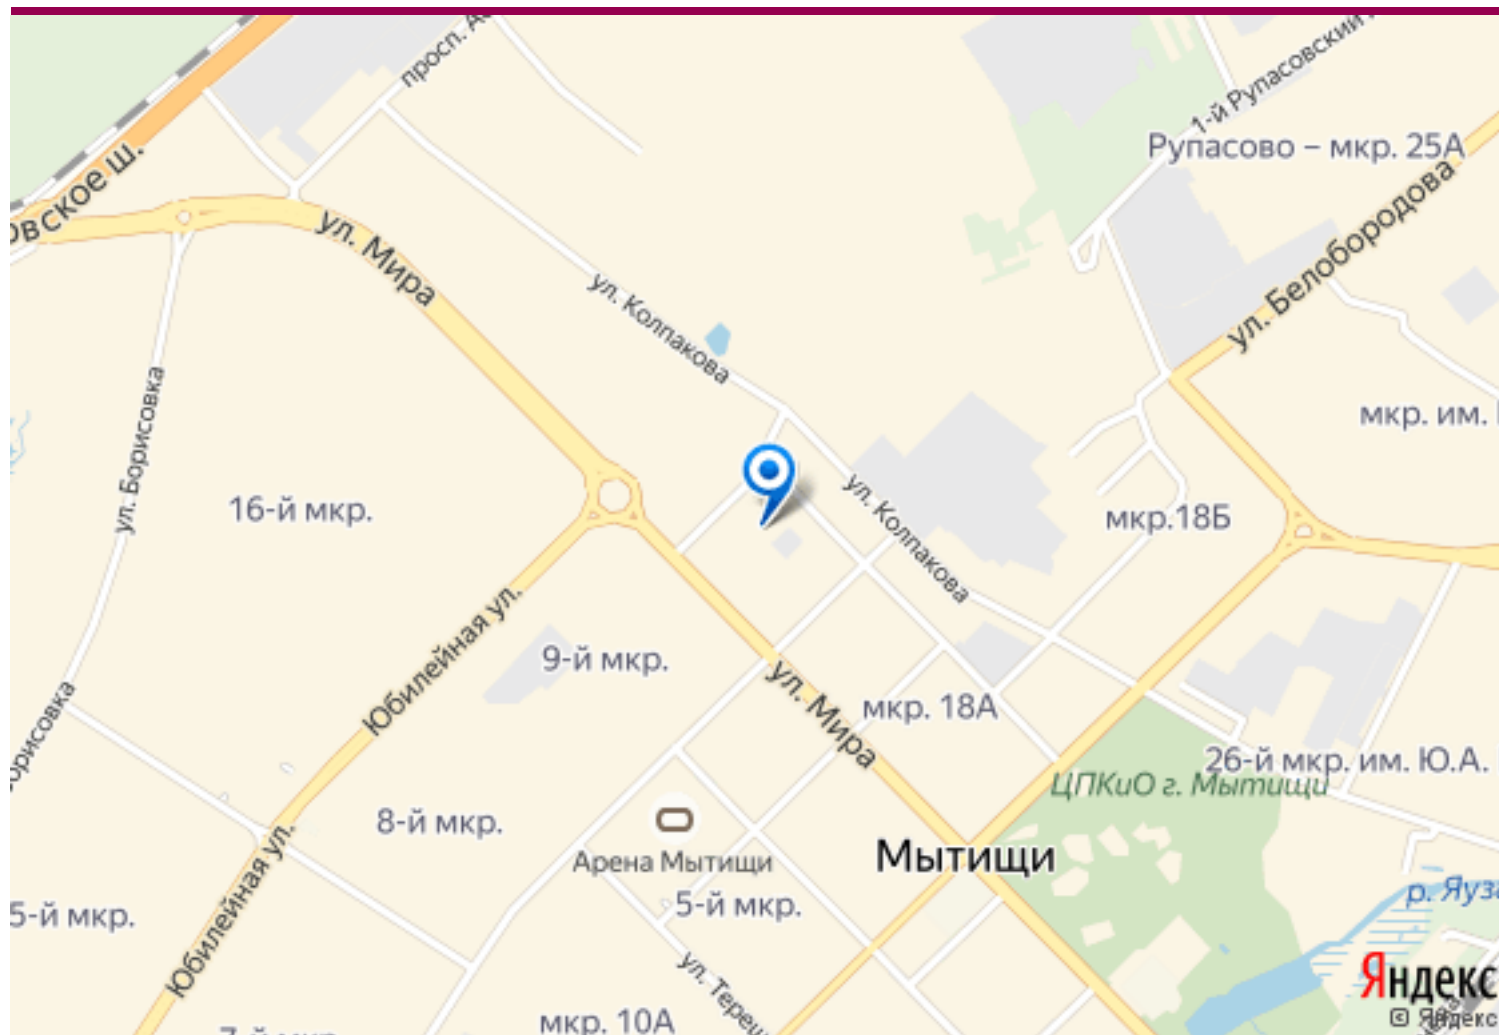 просп.
1-й Рупасовский
Рупасово – мкр. 25А
овское ш.
ул. Мира
ул. Белобородова
ул. Колпакова
ул. Борисовка
мкр. им.
16-й мкр.
ул. Колпакова
мкр.18Б
Юбилейная ул.
9-й мкр.
ул. Мира
мкр. 18А
орисовка
26-й мкр. им. Ю.А.
ЦПКиО г. Мытищи
8-й мкр.
Арена Мытищи
Мытищи
5-й мкр.
5-й мкр.
р. Яуза
Юбилейная ул.
ул. Тереш
Яндекс
мкр. 10А
© Яндекс